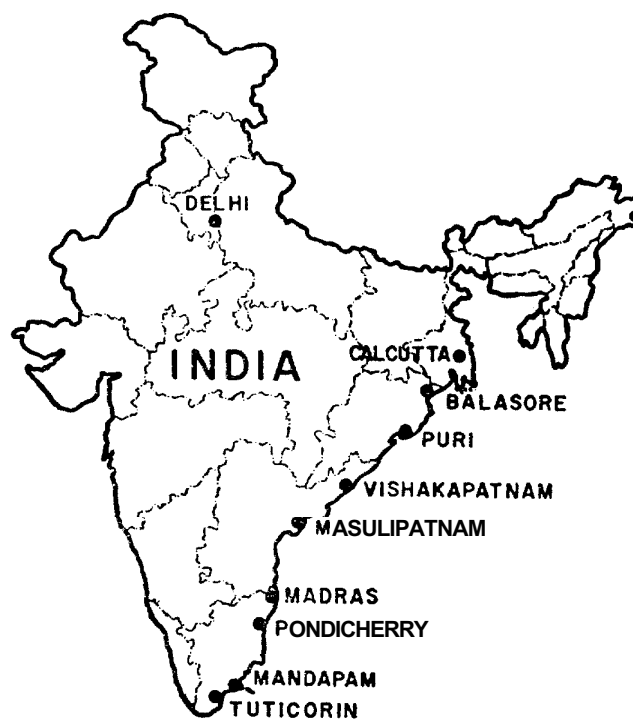 DELHI
CALCUTTA
INDIA
BALASORE
PURI
VISHAKAPATNAM
MASULIPATNAM
MADRAS
PONDICHERRY
MANDAPAM
TUTICORIN